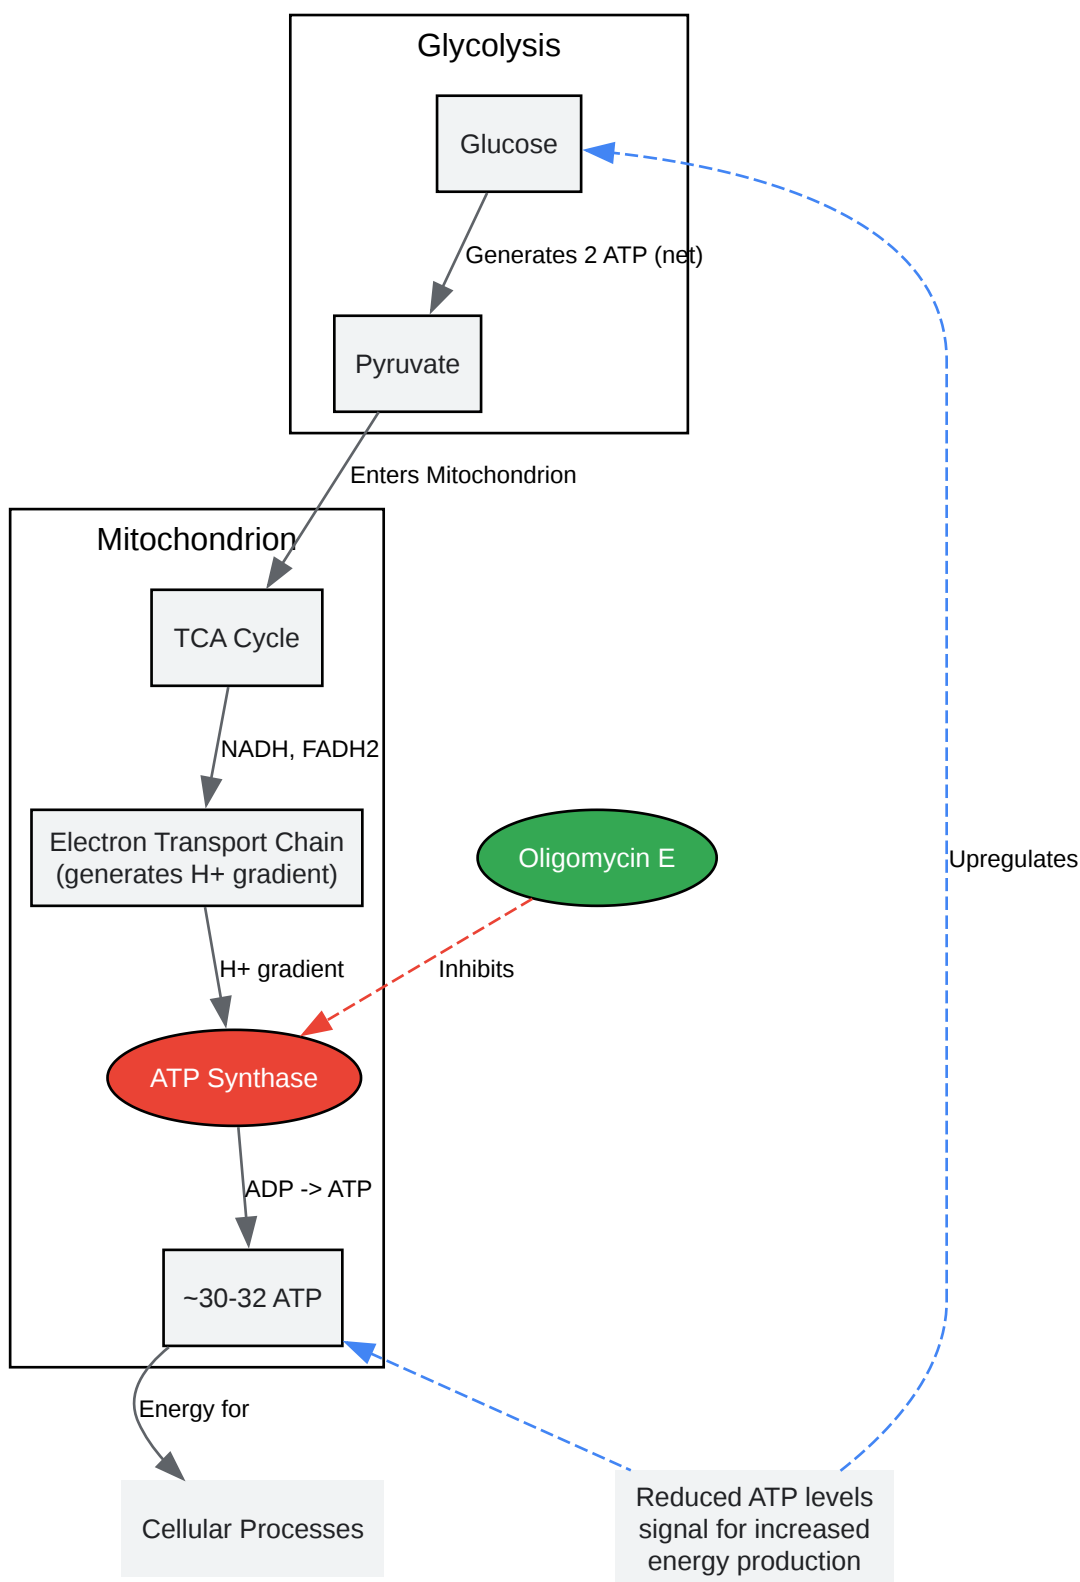 Glycolysis
Glucose
Generates 2 ATP (net)
Pyruvate
Enters Mitochondrion
Mitochondrion
TCA Cycle
NADH, FADH2
Electron Transport Chain
(generates H+ gradient)
Oligomycin E
Upregulates
H+ gradient
Inhibits
ATP Synthase
ADP -> ATP
~30-32 ATP
Energy for
Cellular Processes
Reduced ATP levels
signal for increased
energy production